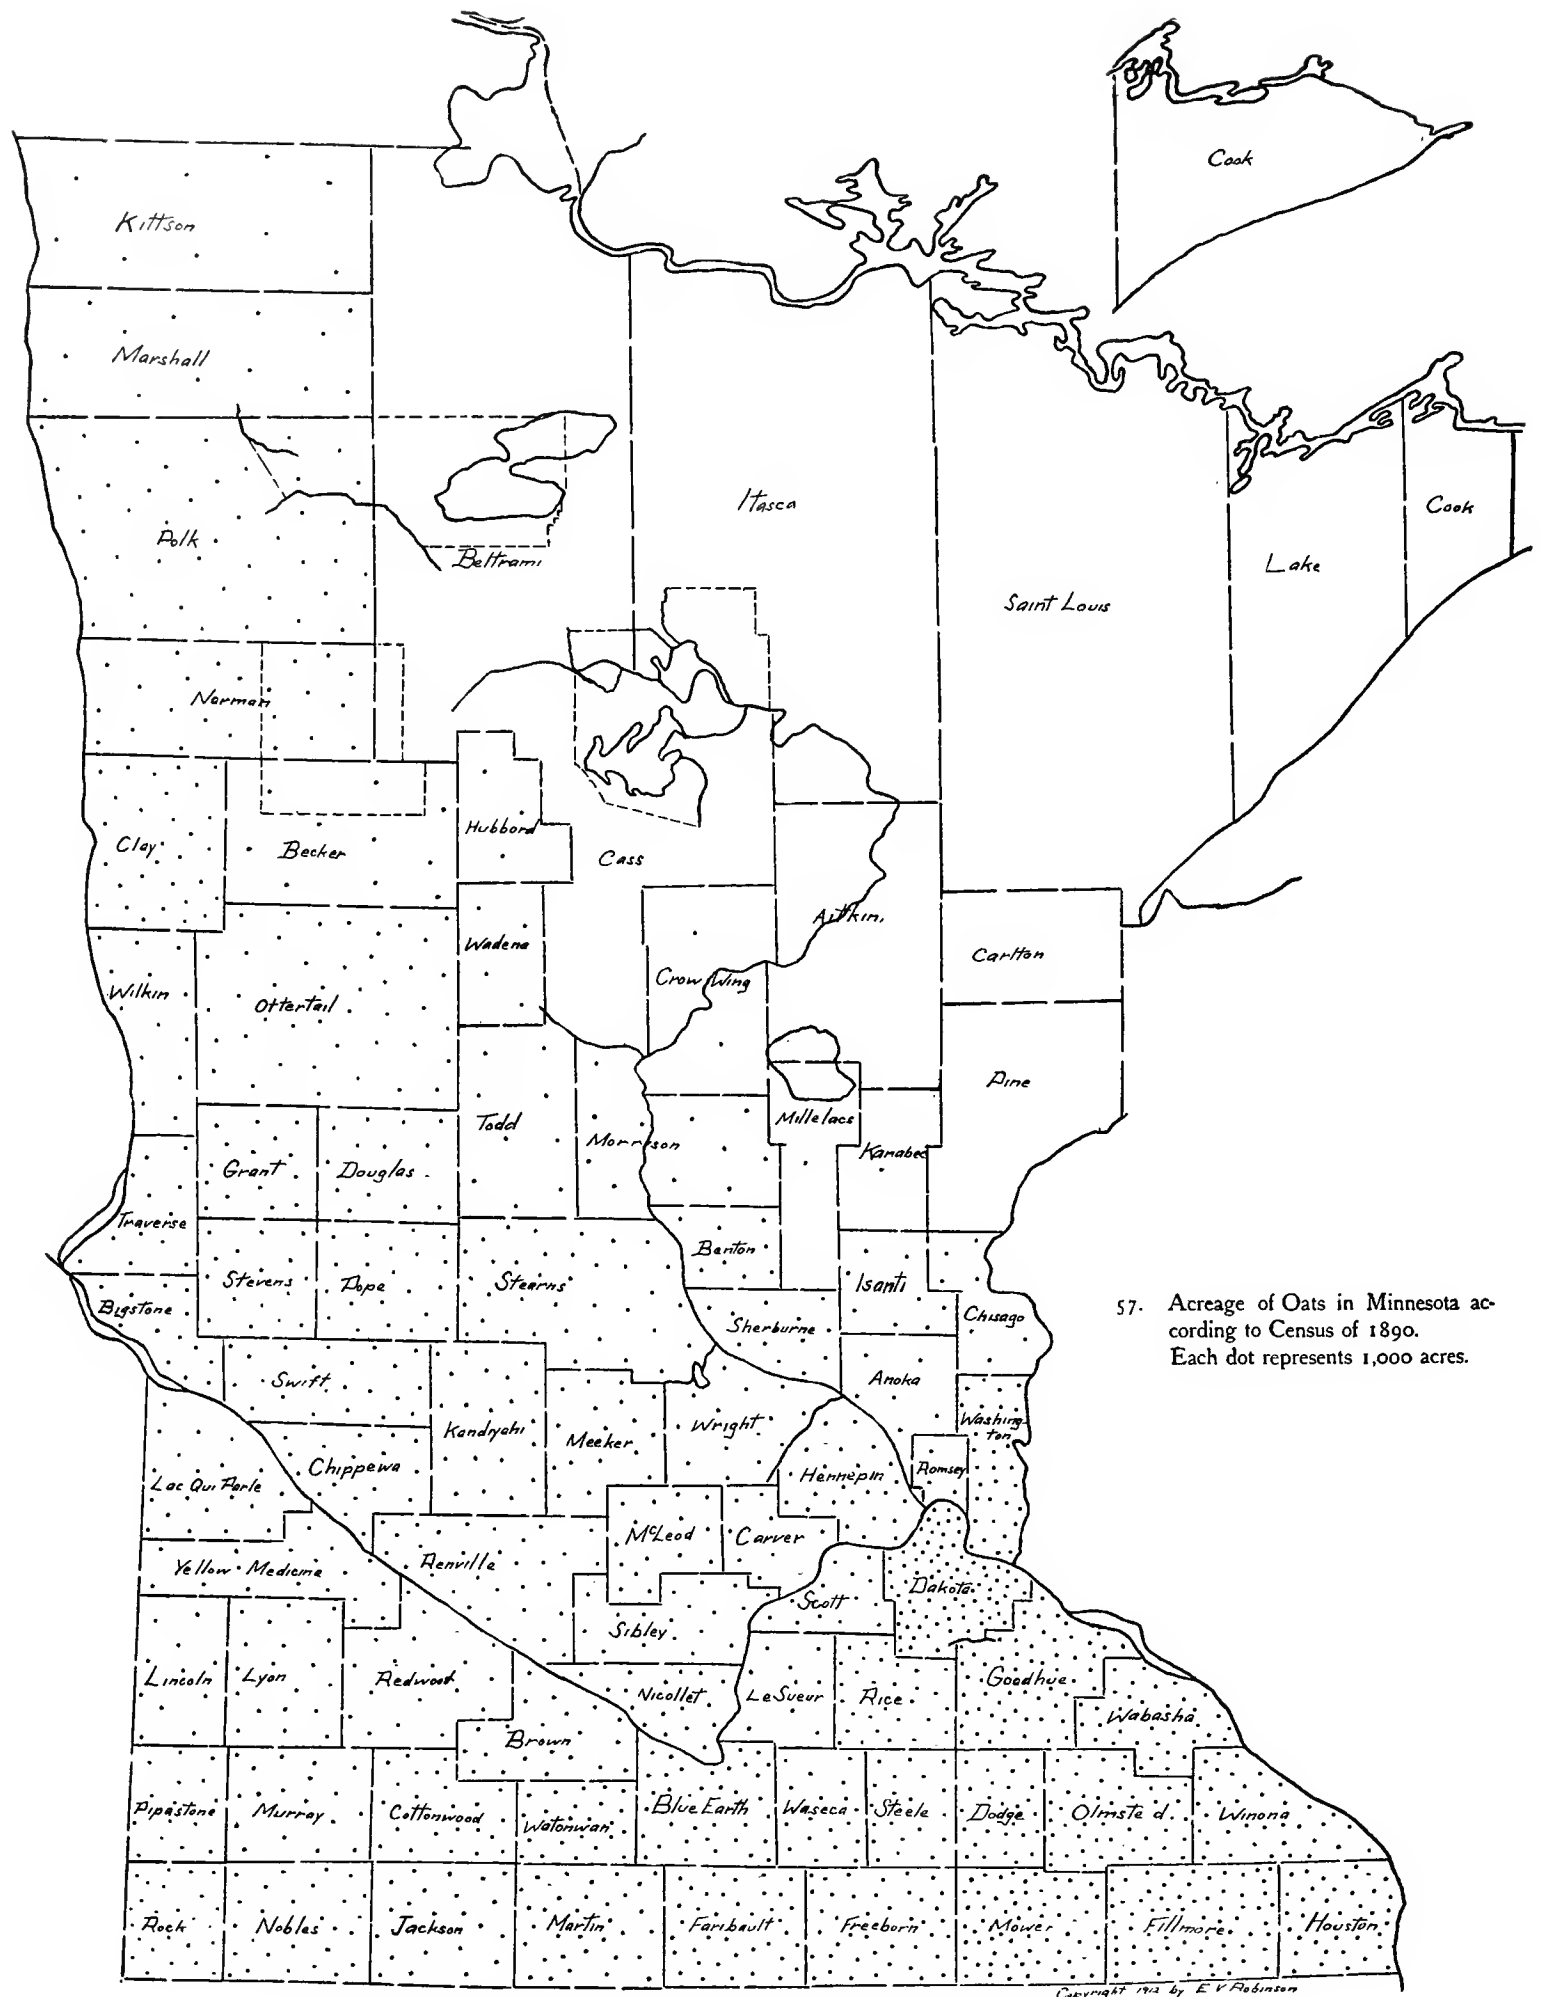 Cook
Kittson
Marshall
Itasca
Cook
Polk
Beltrami
Lake
Saint Louis
Norman
Hubbard
Clay
Becker
Cass
Aitkin.
Wadena
Carlton
Crow Wing
Wilkin
Ottertail
Pine
Todd
Millelacs
Morrison
Kanabec
Grant
Douglas
Traverse
Benton
Stevens
Pope
Stearns
Isanti
Bigstone
Chisago
Sherburne
57. Acreage of Oats in Minnesota ac-
cording to Census of 1890.
Each dot represents 1,000 acres.
Swift
Anoka
Kandiyahi
Wright
Washing-
ton
Meeker
Chippewa
Hennepin
Ramsey
Lac Qui Parle
McLeod
Carver
Renville
Yellow Medicine
Dakota
Scott
Sibley
Lincoln
Lyon
Redwood
Nicollet
LeSueur
Rice
Goodhue
Wabasha
Brown
Pipestone
Murray
Cottonwood
Watonwan
Blue Earth
Waseca
Steele
Dodge
Olmsted
Winona
Rock
Nobles
Jackson
Martin
Faribault
Freeborn
Mower
Fillmore
Houston
Copyright 1912 by E V Robinson